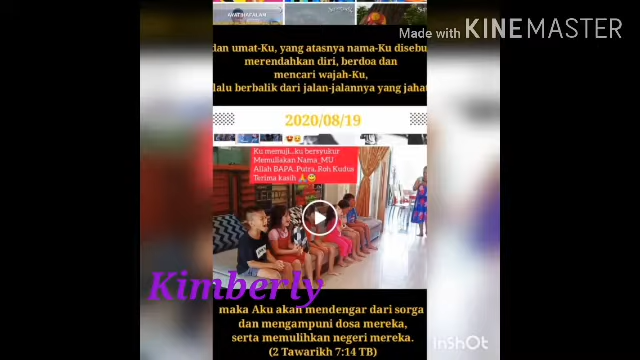 AYATHAFALAN
Made with KINEMASTER
dan umat-Ku, yang atasnya nama-Ku disebut
merendahkan diri, berdoa dan
mencari wajah-Ku,
lalu berbalik dari jalan-jalannya yang jahat
2020/08/19
Ku memuji...ku bersyukur
Memuliakan Nama_MU
Allah BAPA..Putra..Roh Kudus
Terima kasih 🙏😊
Kimberly
maka Aku akan mendengar dari sorga
dan mengampuni dosa mereka,
serta memulihkan negeri mereka.
(2 Tawarikh 7:14 TB)
InShOt